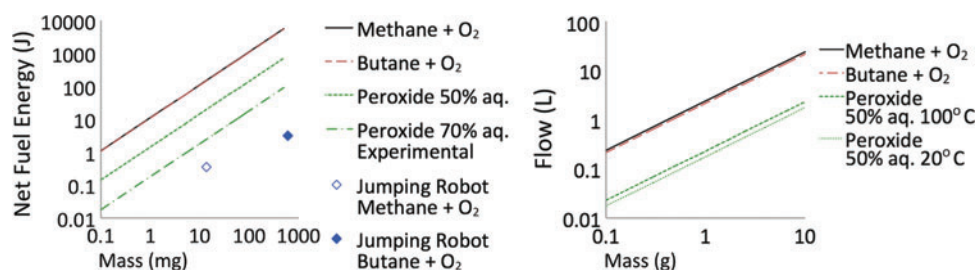 Net Fuel Energy (J)
10000
1000
100
10
1
0.1
0.01
0.1
1
10
100
1000
Mass (mg)
Methane + O₂
Butane + O₂
Peroxide 50% aq.
Peroxide 70% aq.
Experimental
Jumping Robot
Methane + O₂
Jumping Robot
Butane + O₂
Flow (L)
100
10
1
0.1
0.01
0.1
1
10
Mass (g)
Methane + O₂
Butane + O₂
Peroxide
50% aq. 100° C
Peroxide
50% aq. 20° C